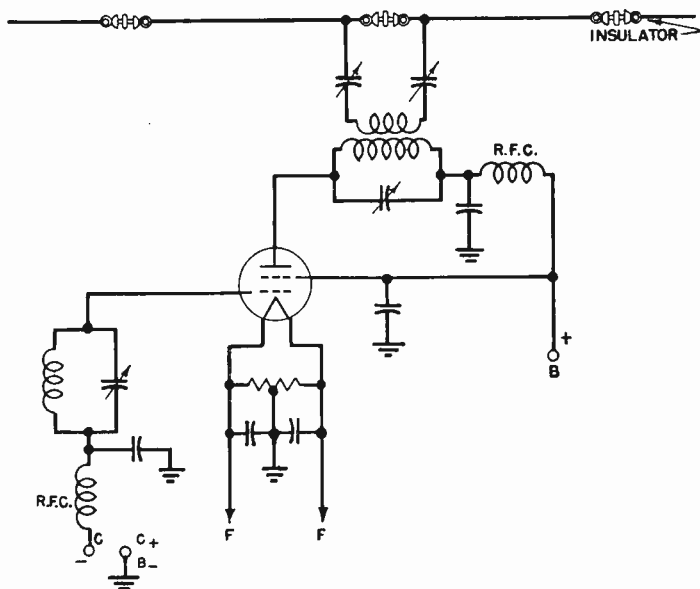 INSULATOR
R.F.C.
+
B
R.F.C.
C
-
C+
B-
F
F